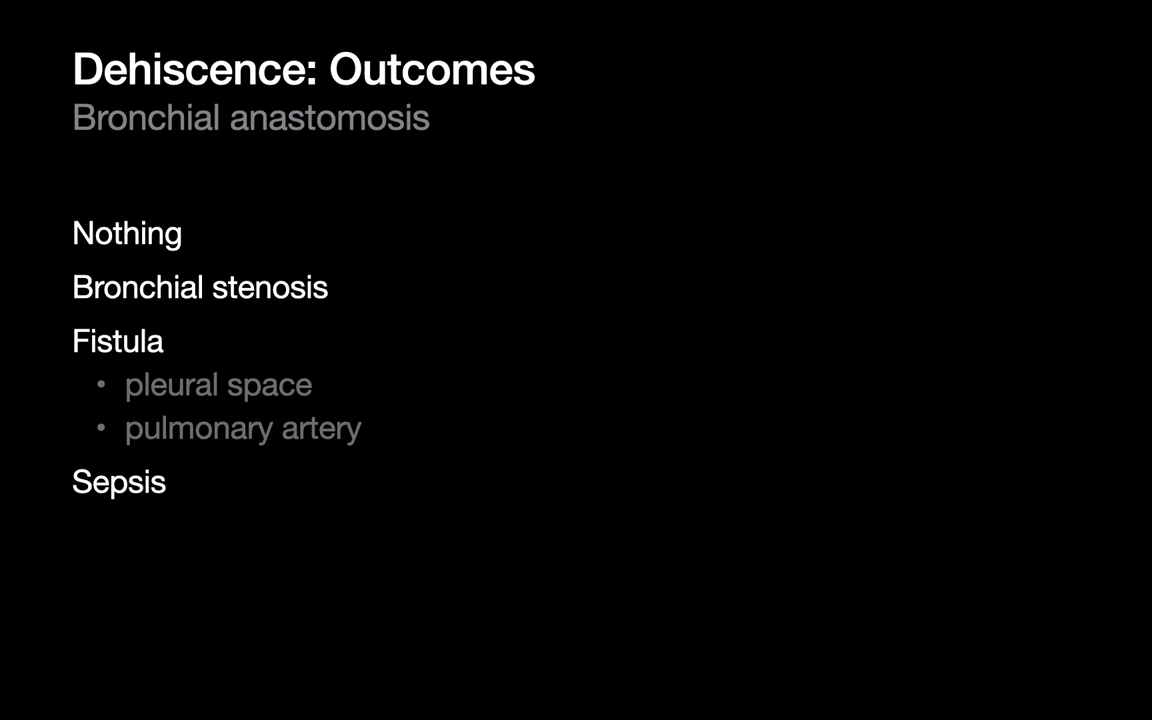 Dehiscence: Outcomes
Bronchial anastomosis
Nothing
Bronchial stenosis
Fistula
• pleural space
• pulmonary artery
Sepsis